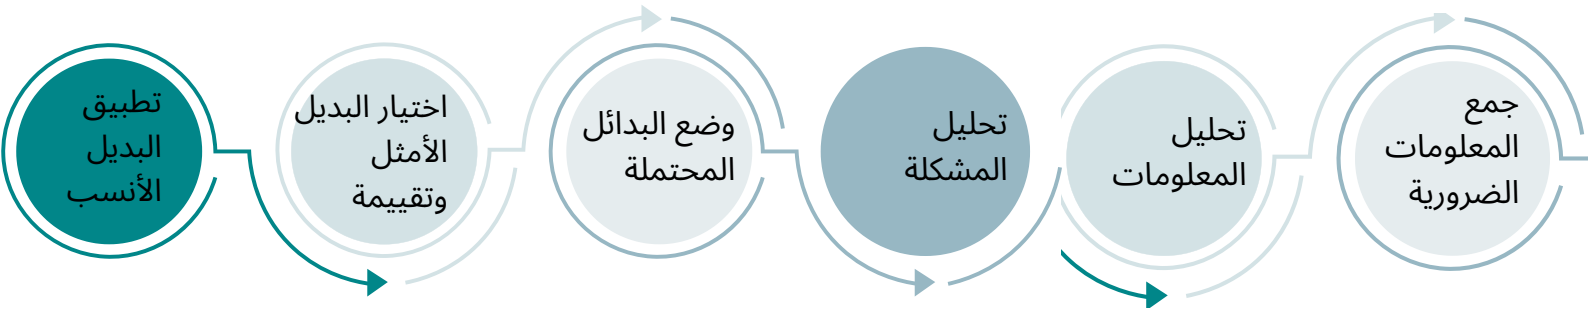 جمع
المعلومات
الضرورية
تحليل
المعلومات
تحليل
المشكلة
وضع البدائل
المحتملة
اختيار البديل
الأمثل
وتقييمة
تطبيق
البديل
الأنسب